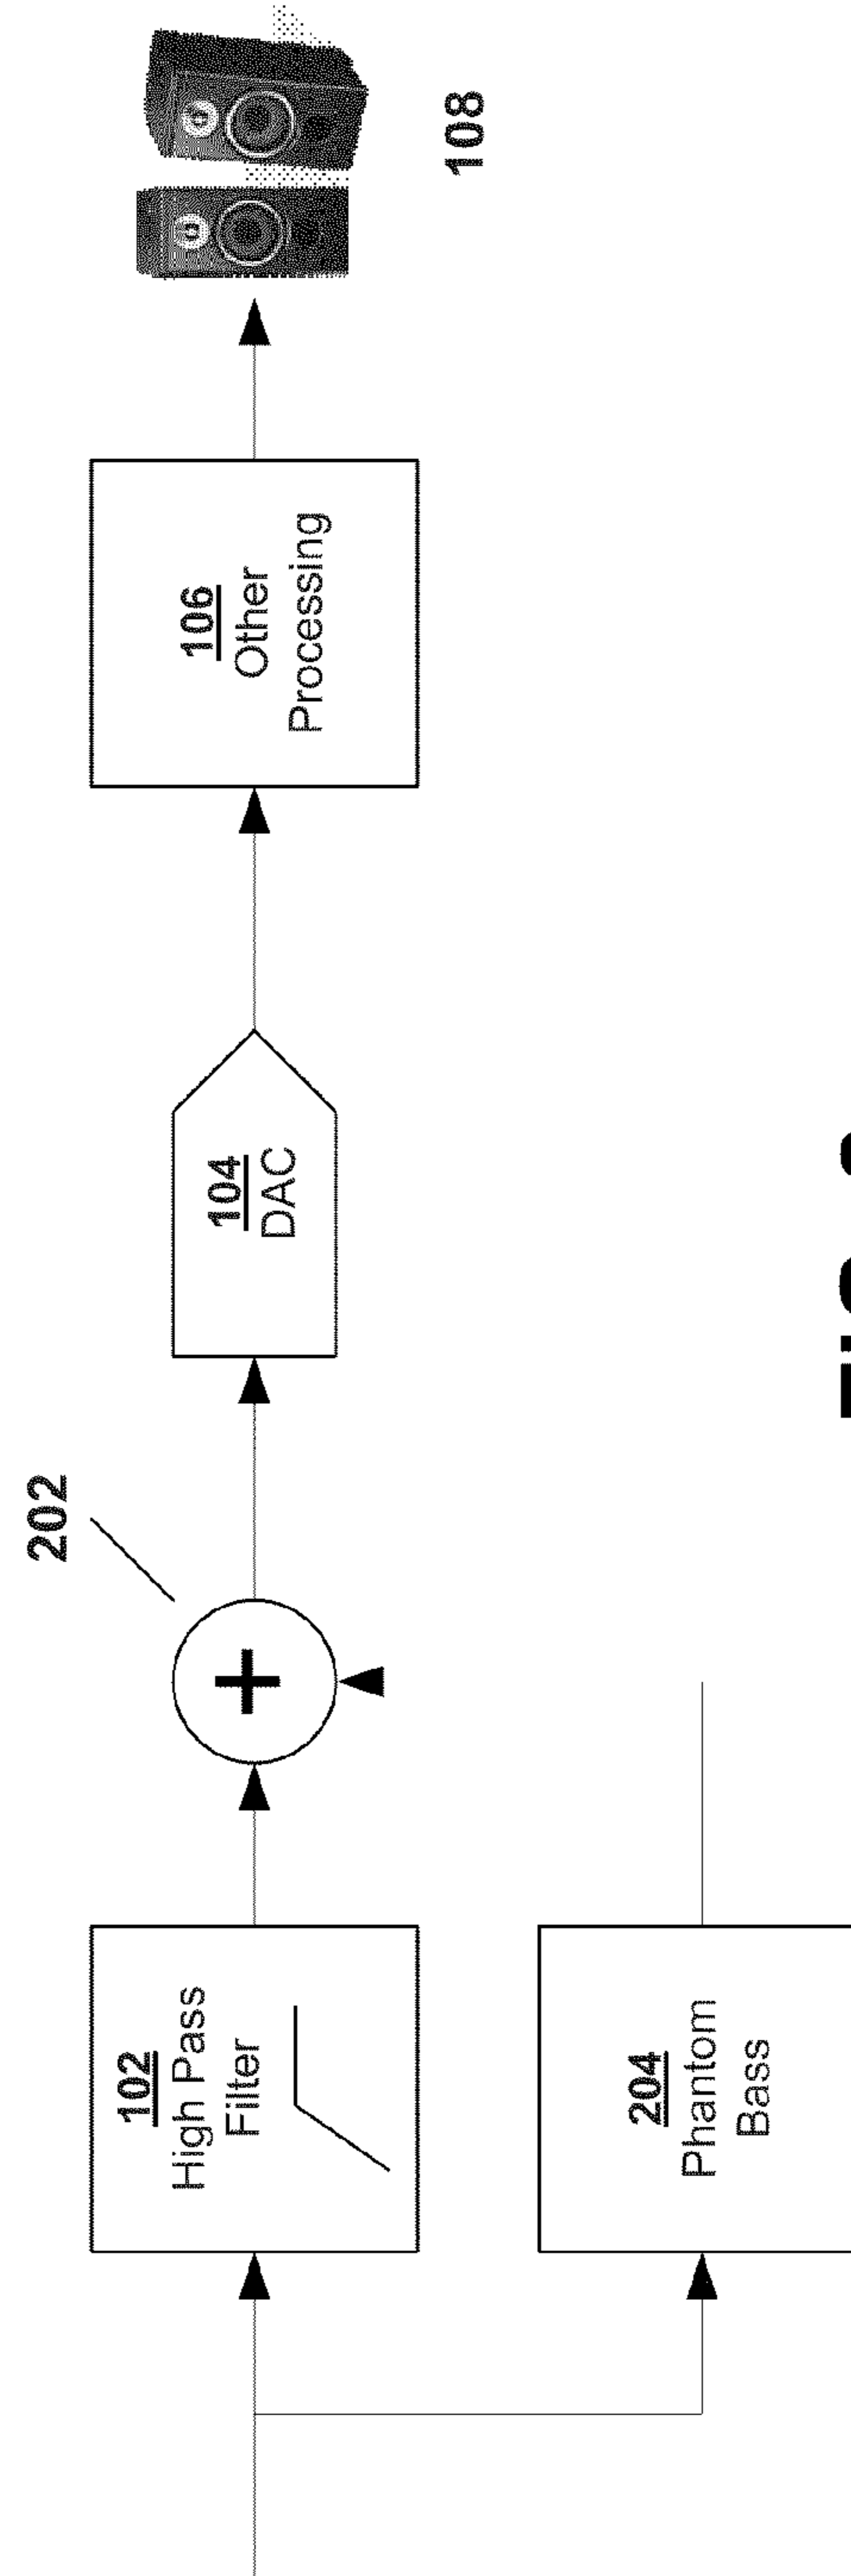 102
High Pass
Filter
202
104
DAC
106
Other
Processing
108
204
Phantom
Bass